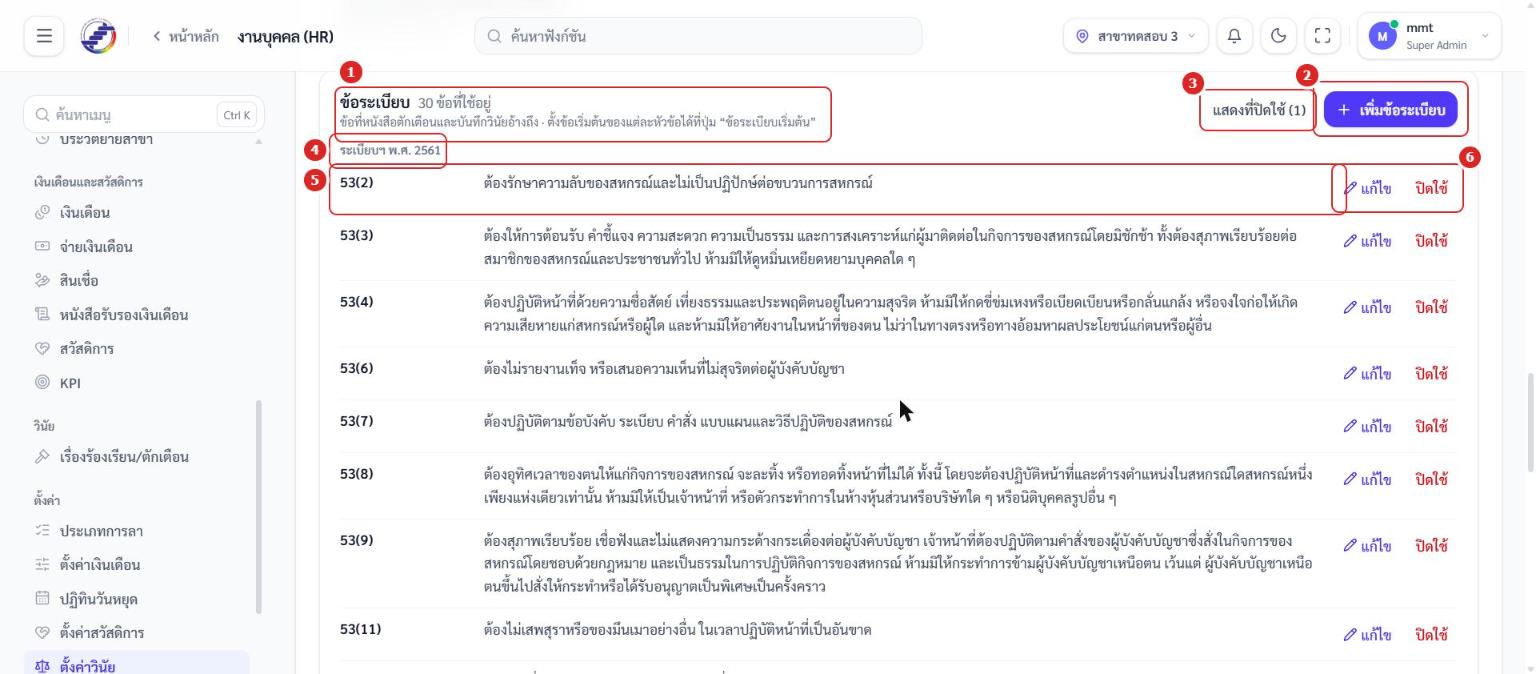 หน้าหลัก
งานบุคคล (HR)
ค้นหาฟังก์ชัน
สาขาทดสอบ 3
M
mmt
Super Admin
ค้นหาเมนู
Ctrl K
ประวัติย้ายสาขา
เงินเดือนและสวัสดิการ
เงินเดือน
จ่ายเงินเดือน
สินเชื่อ
หนังสือรับรองเงินเดือน
สวัสดิการ
KPI
วินัย
เรื่องร้องเรียน/ตักเตือน
ตั้งค่า
ประเภทการลา
ตั้งค่าเงินเดือน
ปฏิทินวันหยุด
ตั้งค่าสวัสดิการ
ตั้งค่าวินัย
1
ข้อระเบียบ 30 ข้อที่ใช้อยู่
ข้อที่หนังสือตักเตือนและบันทึกวินัยอ้างถึง · ตั้งข้อเริ่มต้นของแต่ละหัวข้อได้ที่ปุ่ม “ข้อระเบียบเริ่มต้น”
3
แสดงที่ปิดใช้ (1)
2
+ เพิ่มข้อระเบียบ
4
ระเบียบฯ พ.ศ. 2561
5
6
53(2) ต้องรักษาความลับของสหกรณ์และไม่เป็นปฏิปักษ์ต่อขบวนการสหกรณ์ แก้ไข ปิดใช้
53(3) ต้องให้การต้อนรับ คำชี้แจง ความสะดวก ความเป็นธรรม และการสงเคราะห์แก่ผู้มาติดต่อในกิจการของสหกรณ์โดยมิชักช้า ทั้งต้องสุภาพเรียบร้อยต่อ แก้ไข ปิดใช้
สมาชิกของสหกรณ์และประชาชนทั่วไป ห้ามมิให้ดูหมิ่นเหยียดหยามบุคคลใด ๆ
53(4) ต้องปฏิบัติหน้าที่ด้วยความซื่อสัตย์ เที่ยงธรรมและประพฤติตนอยู่ในความสุจริต ห้ามมิให้กดขี่ข่มเหงหรือเบียดเบียนหรือกลั่นแกล้ง หรือจงใจก่อให้เกิด แก้ไข ปิดใช้
ความเสียหายแก่สหกรณ์หรือผู้ใด และห้ามมิให้อาศัยงานในหน้าที่ของตน ไม่ว่าในทางตรงหรือทางอ้อมหาผลประโยชน์แก่ตนหรือผู้อื่น
53(6) ต้องไม่รายงานเท็จ หรือเสนอความเห็นที่ไม่สุจริตต่อผู้บังคับบัญชา แก้ไข ปิดใช้
53(7) ต้องปฏิบัติตามข้อบังคับ ระเบียบ คำสั่ง แบบแผนและวิธีปฏิบัติของสหกรณ์ แก้ไข ปิดใช้
53(8) ต้องอุทิศเวลาของตนให้แก่กิจการของสหกรณ์ จะละทิ้ง หรือทอดทิ้งหน้าที่ไม่ได้ ทั้งนี้ โดยจะต้องปฏิบัติหน้าที่และดำรงตำแหน่งในสหกรณ์ใดสหกรณ์หนึ่ง แก้ไข ปิดใช้
เพียงแห่งเดียวเท่านั้น ห้ามมิให้เป็นเจ้าหน้าที่ หรือตัวกระทำการในห้างหุ้นส่วนหรือบริษัทใด ๆ หรือนิติบุคคลรูปอื่น ๆ
53(9) ต้องสุภาพเรียบร้อย เชื่อฟังและไม่แสดงความกระด้างกระเดื่องต่อผู้บังคับบัญชา เจ้าหน้าที่ต้องปฏิบัติตามคำสั่งของผู้บังคับบัญชาซึ่งสั่งในกิจการของ แก้ไข ปิดใช้
สหกรณ์โดยชอบด้วยกฎหมาย และเป็นธรรมในการปฏิบัติกิจการของสหกรณ์ ห้ามมิให้กระทำการข้ามผู้บังคับบัญชาเหนือตน เว้นแต่ ผู้บังคับบัญชาเหนือ
ตนขึ้นไปสั่งให้กระทำหรือได้รับอนุญาตเป็นพิเศษเป็นครั้งคราว
53(11) ต้องไม่เสพสุราหรือของมึนเมาอย่างอื่น ในเวลาปฏิบัติหน้าที่เป็นอันขาด แก้ไข ปิดใช้